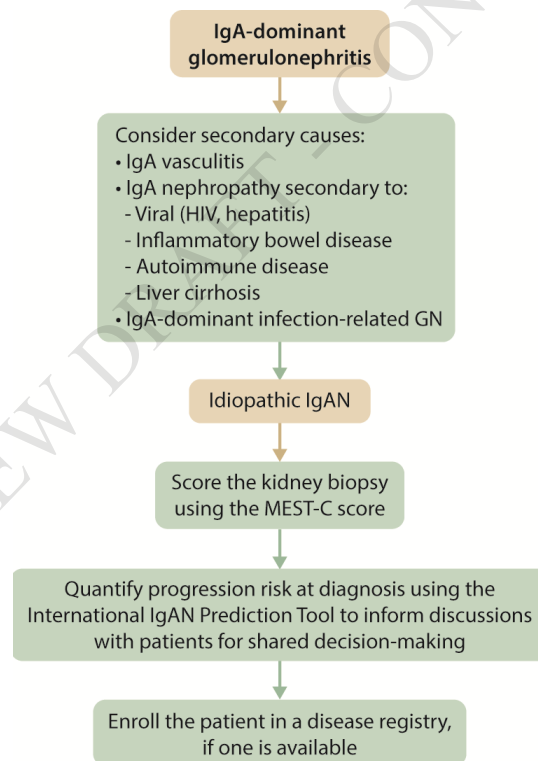 IgA-dominant
glomerulonephritis
Consider secondary causes:
• IgA vasculitis
• IgA nephropathy secondary to:
- Viral (HIV, hepatitis)
- Inflammatory bowel disease
- Autoimmune disease
- Liver cirrhosis
• IgA-dominant infection-related GN
Idiopathic IgAN
Score the kidney biopsy
using the MEST-C score
Quantify progression risk at diagnosis using the
International IgAN Prediction Tool to inform discussions
with patients for shared decision-making
Enroll the patient in a disease registry,
if one is available
DRAFT - CON